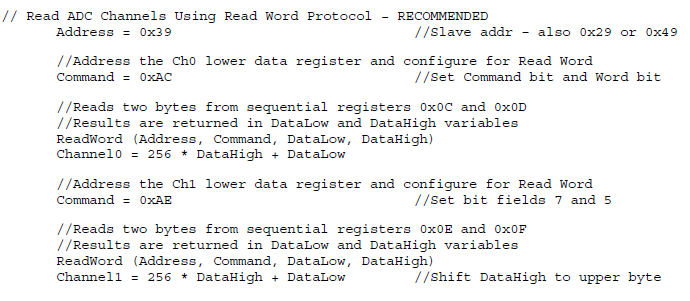 // Read ADC Channels Using Read Word Protocol – RECOMMENDED
Address = 0x39 //Slave addr – also 0x29 or 0x49
//Address the Ch0 lower data register and configure for Read Word
Command = 0xAC //Set Command bit and Word bit
//Reads two bytes from sequential registers 0x0C and 0x0D
//Results are returned in DataLow and DataHigh variables
ReadWord (Address, Command, DataLow, DataHigh)
Channel0 = 256 * DataHigh + DataLow
//Address the Ch1 lower data register and configure for Read Word
Command = 0xAE //Set bit fields 7 and 5
//Reads two bytes from sequential registers 0x0E and 0x0F
//Results are returned in DataLow and DataHigh variables
ReadWord (Address, Command, DataLow, DataHigh)
Channel1 = 256 * DataHigh + DataLow //Shift DataHigh to upper byte